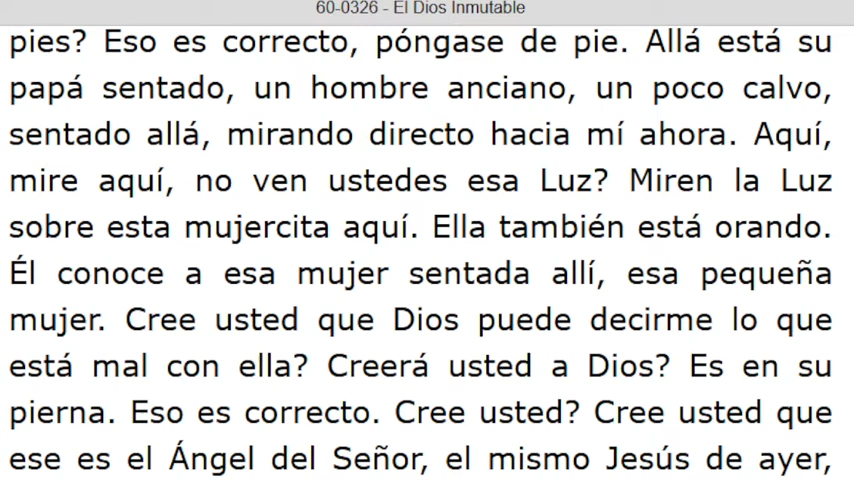 60-0326 - El Dios Inmutable
pies? Eso es correcto, póngase de pie. Allá está su
papá sentado, un hombre anciano, un poco calvo,
sentado allá, mirando directo hacia mí ahora. Aquí,
mire aquí, no ven ustedes esa Luz? Miren la Luz
sobre esta mujercita aquí. Ella también está orando.
Él conoce a esa mujer sentada allí, esa pequeña
mujer. Cree usted que Dios puede decirme lo que
está mal con ella? Creerá usted a Dios? Es en su
pierna. Eso es correcto. Cree usted? Cree usted que
ese es el Ángel del Señor, el mismo Jesús de ayer,